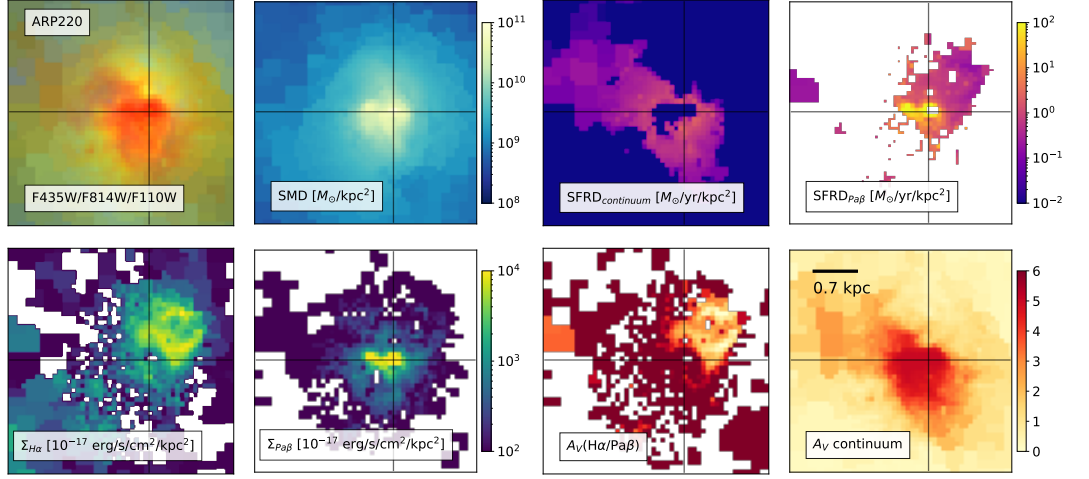 ARP220
F435W/F814W/F110W
SMD [M⊙/kpc²]
10¹¹
10¹⁰
10⁹
10⁸
SFRD_continuum [M⊙/yr/kpc²]
SFRD_Paβ [M⊙/yr/kpc²]
10²
10¹
10⁰
10⁻¹
10⁻²
Σ_Hα [10⁻¹⁷ erg/s/cm²/kpc²]
Σ_Paβ [10⁻¹⁷ erg/s/cm²/kpc²]
10⁴
10³
10²
A_V(Hα/Paβ)
0.7 kpc
A_V continuum
6
5
4
3
2
1
0